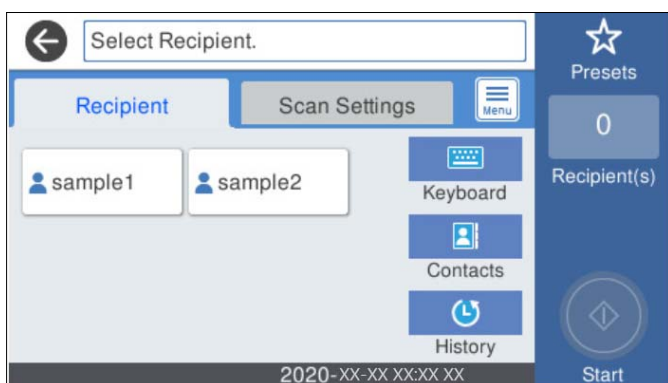 Select Recipient.
Presets
Recipient
Scan Settings
Menu
0
Recipient(s)
sample1
sample2
Keyboard
Contacts
History
2020-XX-XX XX:XX XX
Start